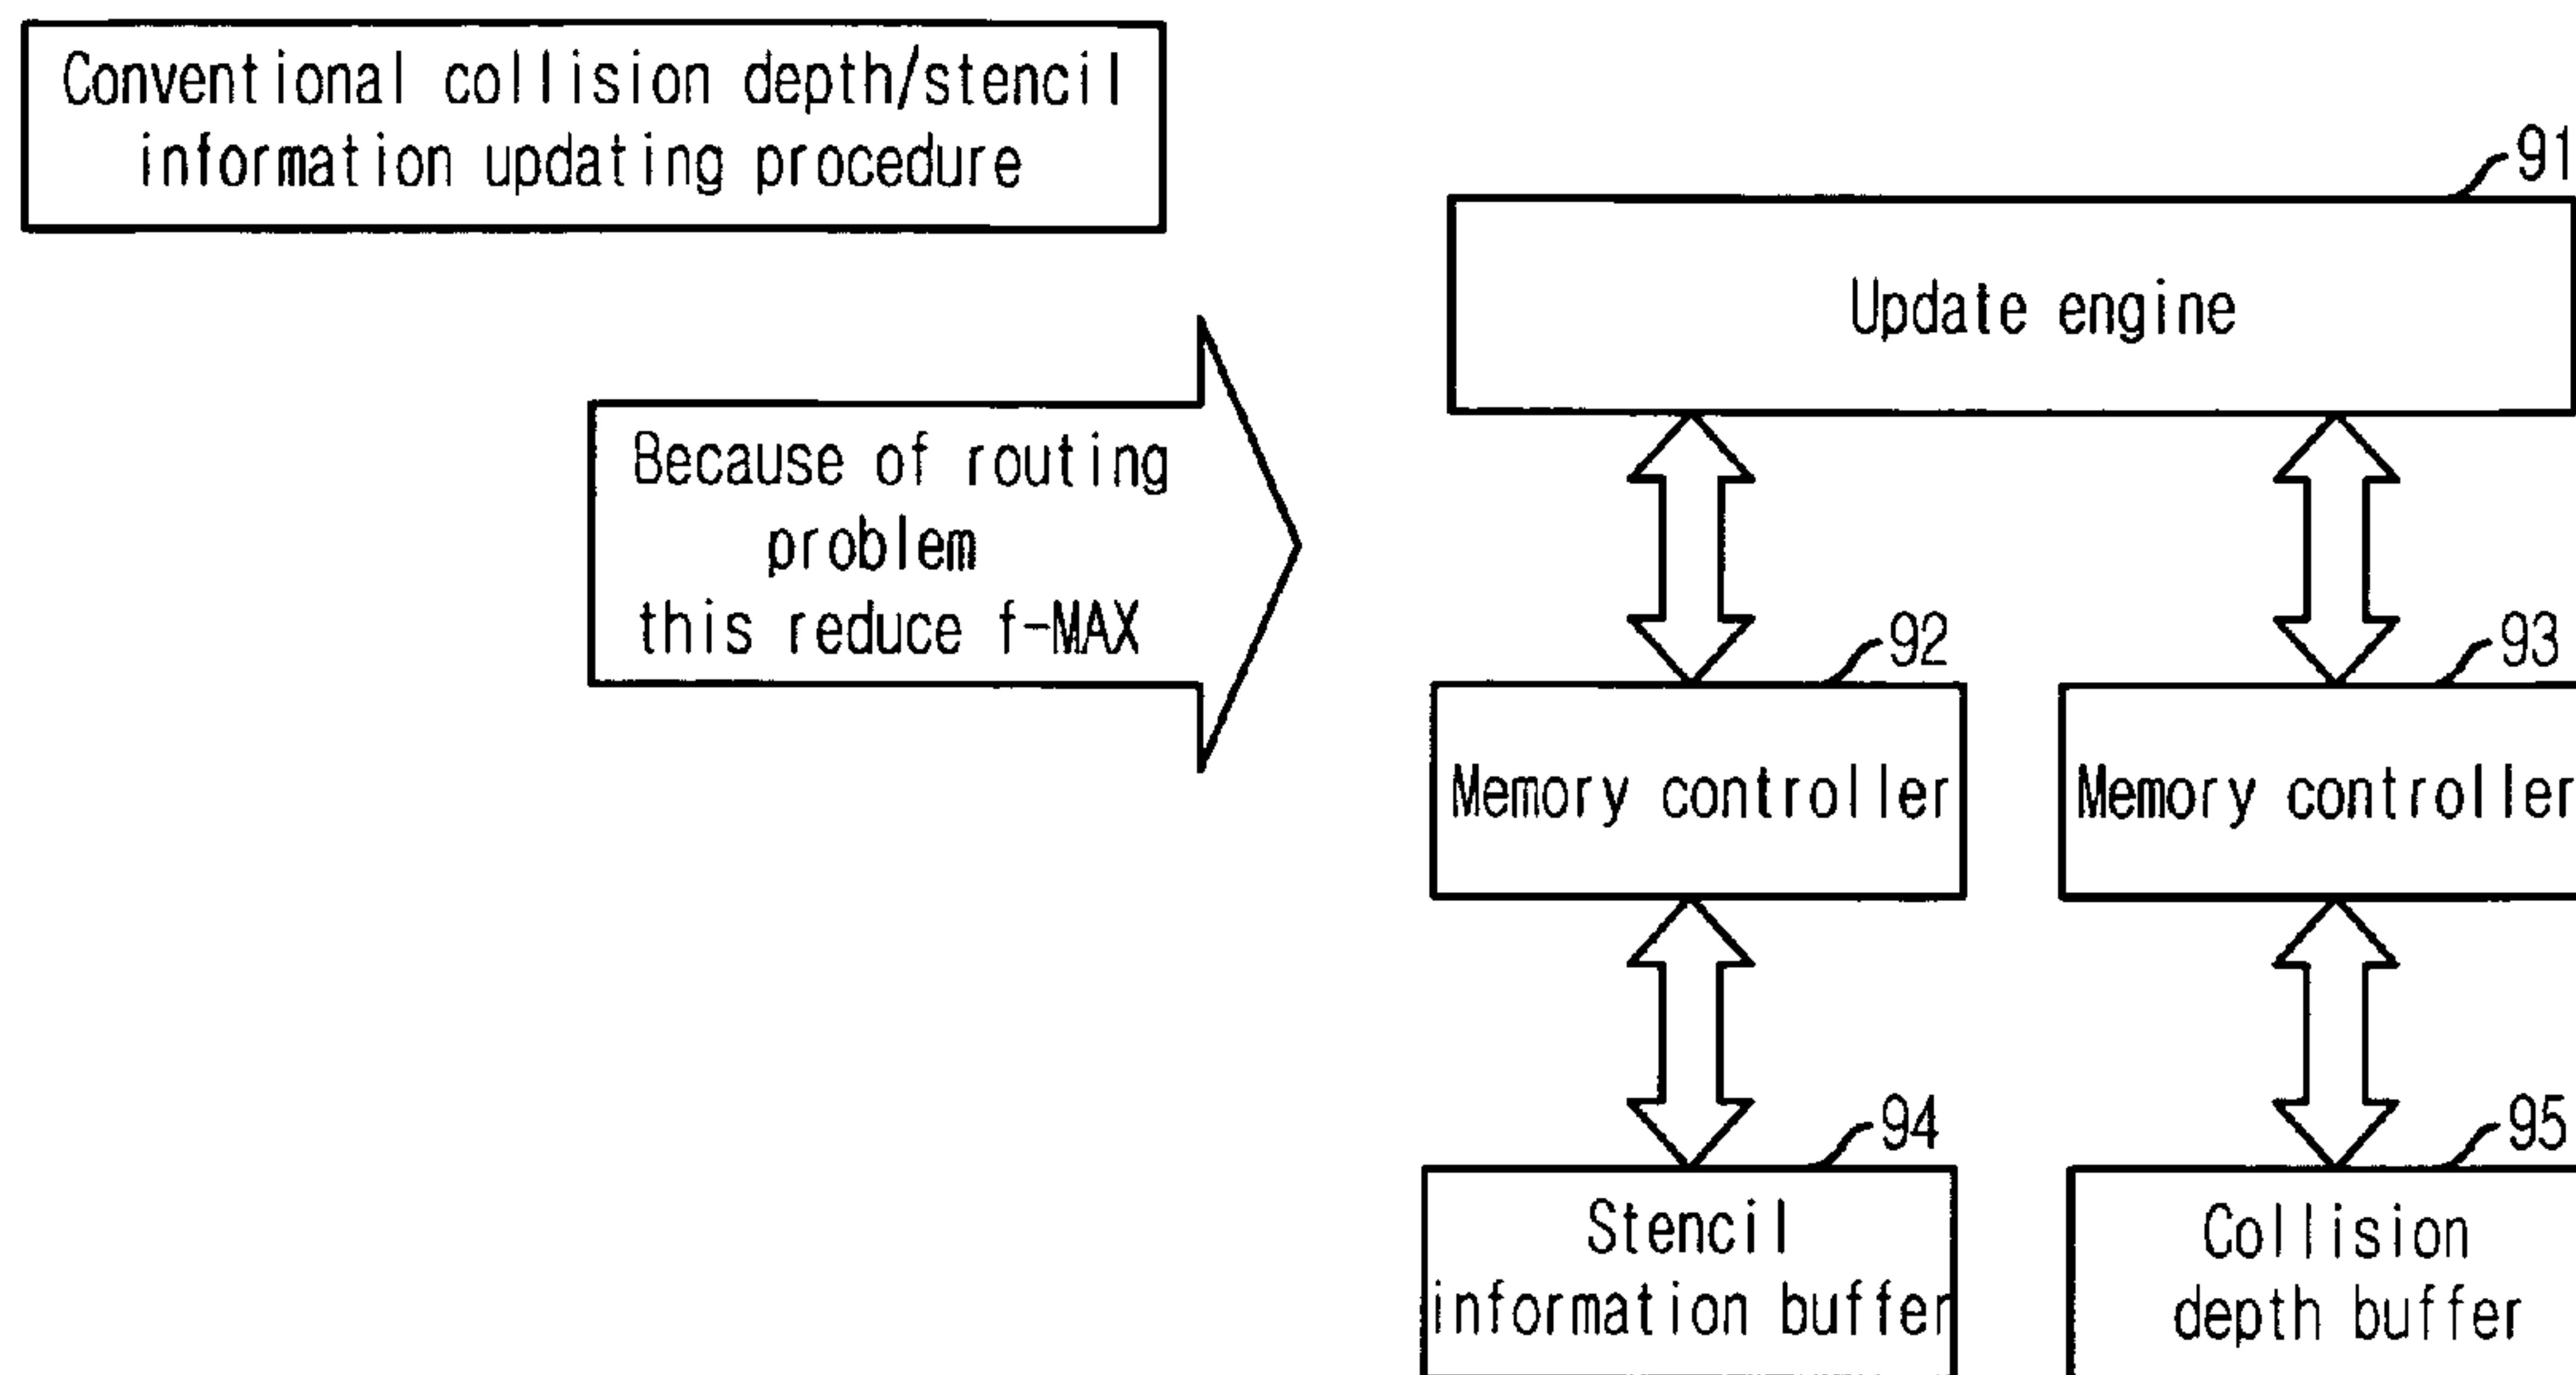 Conventional collision depth/stencil
information updating procedure
91
Update engine
Because of routing
problem
this reduce f-MAX
92
93
Memory controller
Memory controller
94
95
Stencil
information buffer
Collision
depth buffer